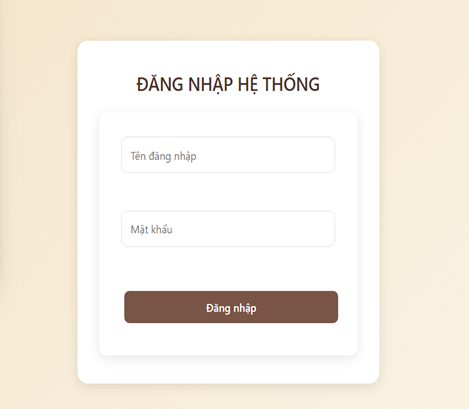 ĐĂNG NHẬP HỆ THỐNG
Tên đăng nhập
Mật khẩu
Đăng nhập